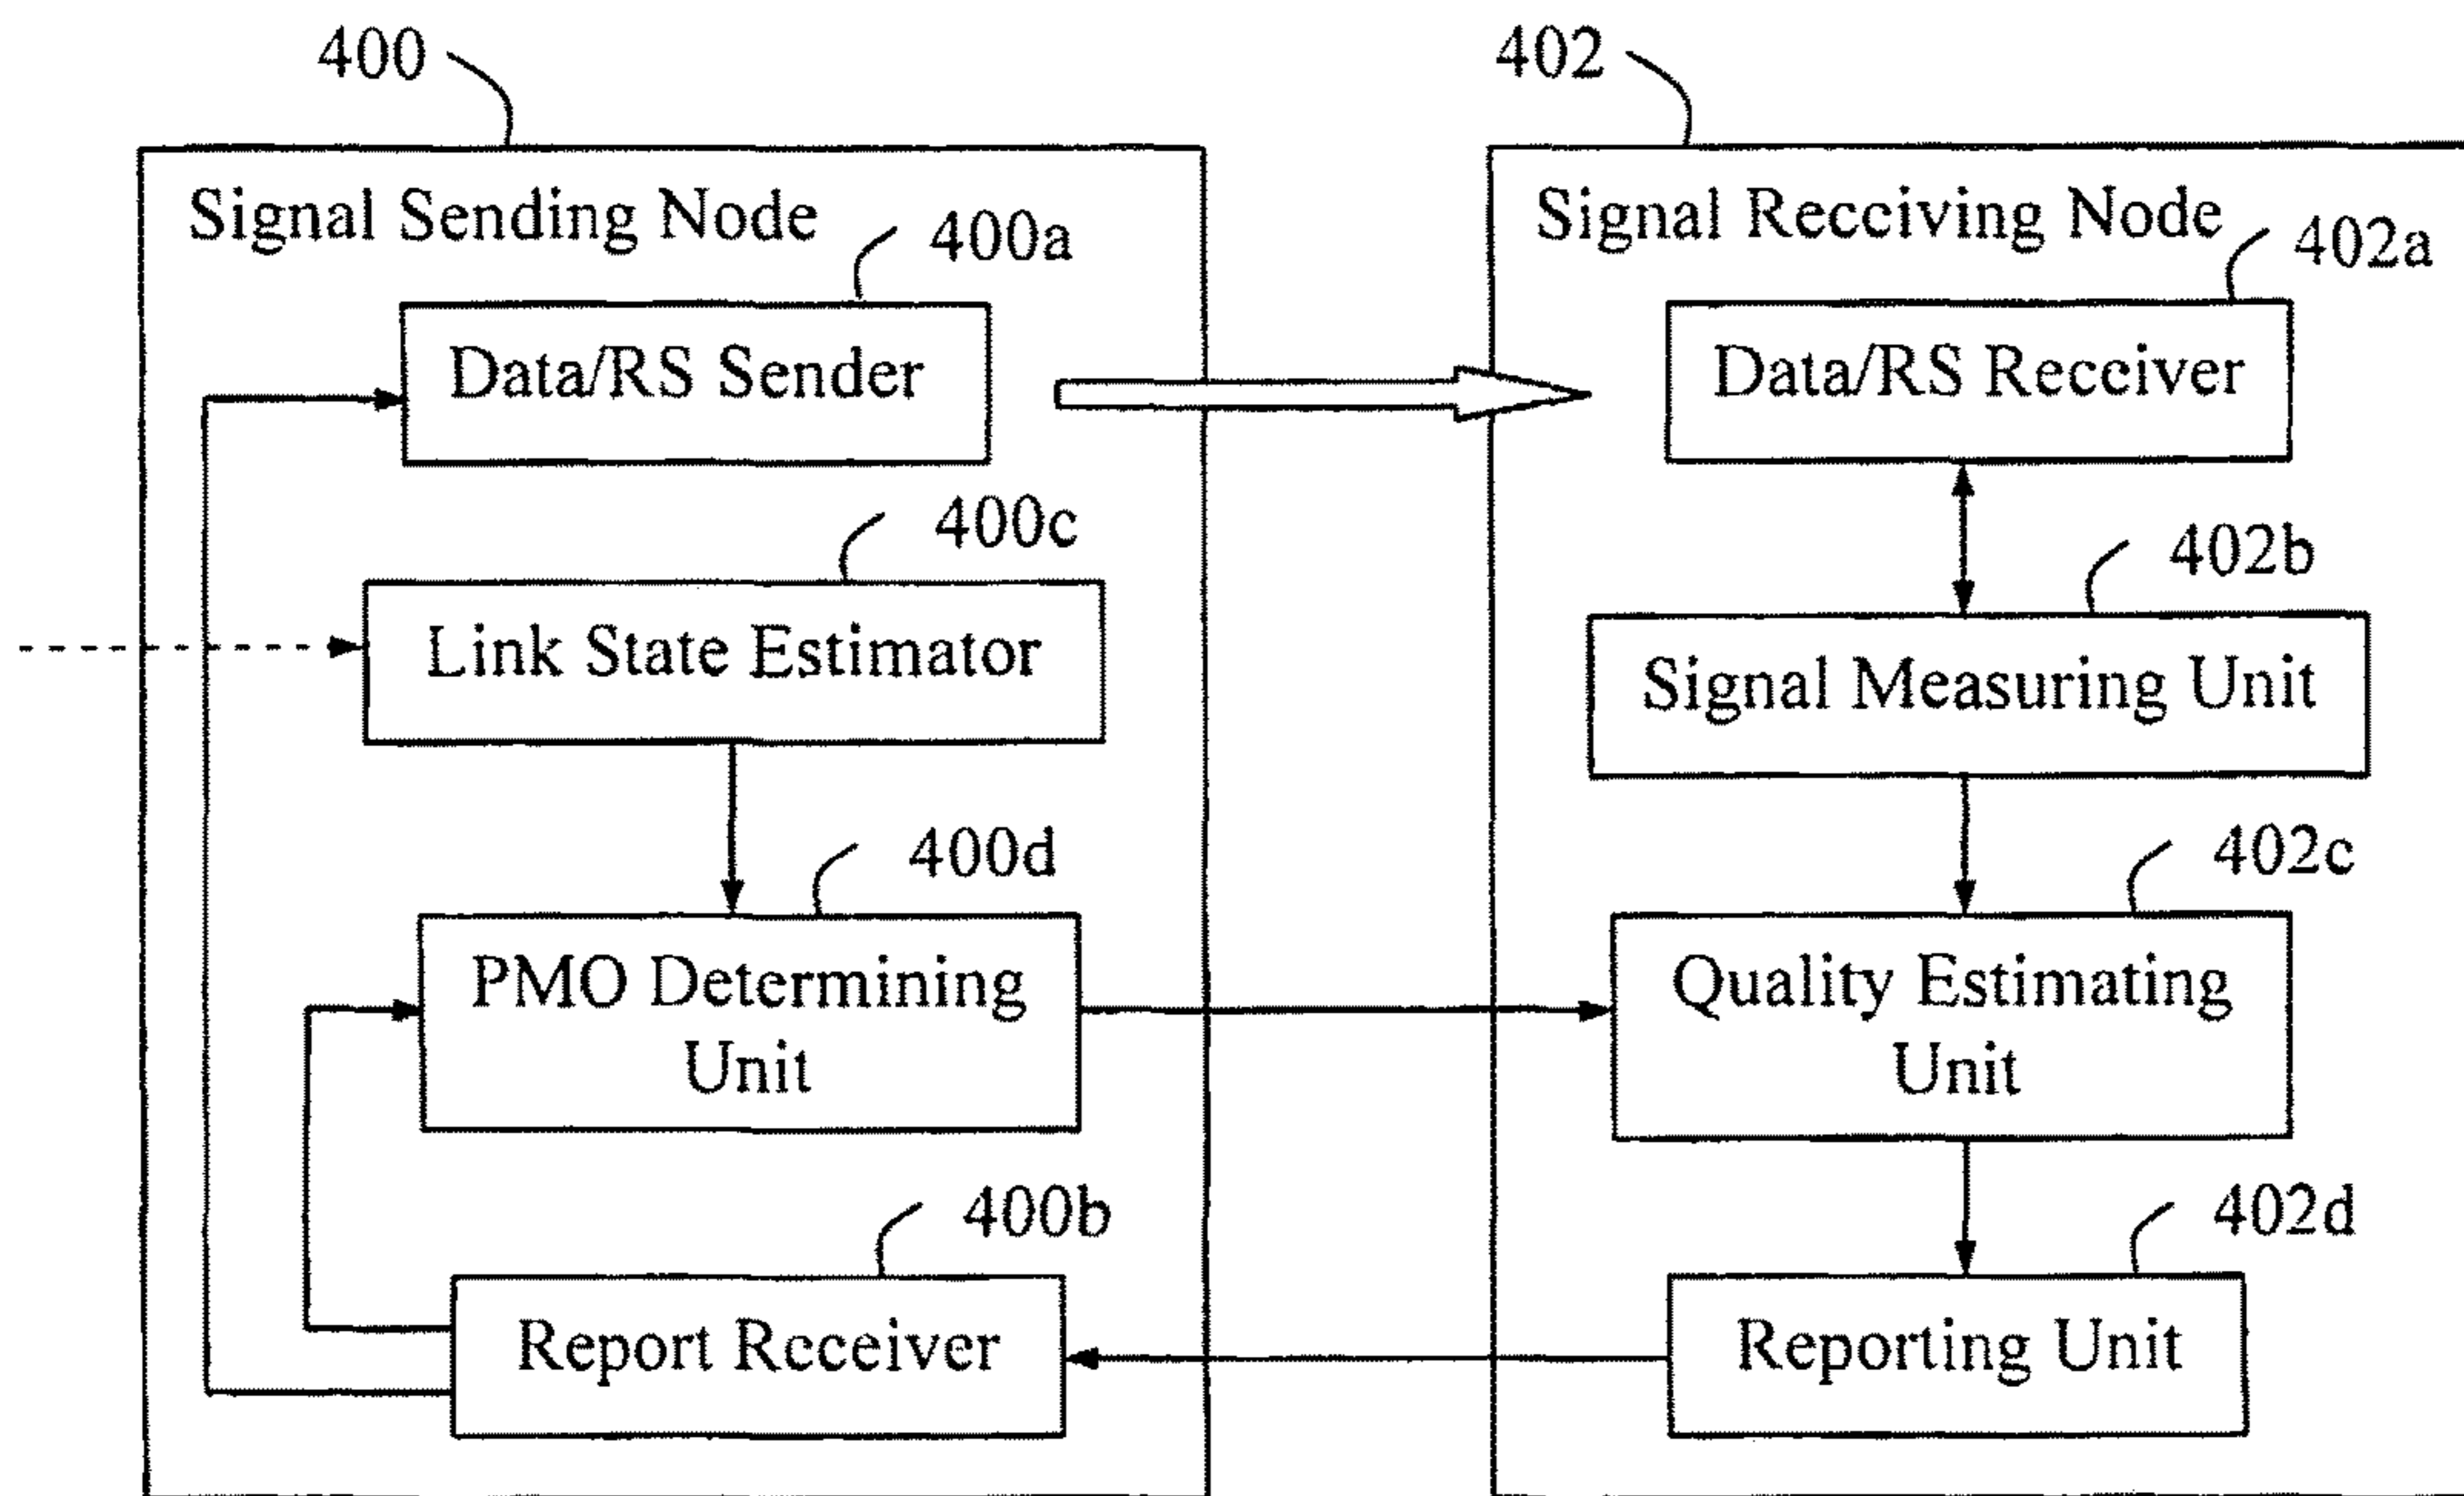 400
402
Signal Sending Node
400a
Data/RS Sender
400c
Link State Estimator
400d
PMO Determining
Unit
400b
Report Receiver
Signal Receiving Node
402a
Data/RS Receiver
402b
Signal Measuring Unit
402c
Quality Estimating
Unit
402d
Reporting Unit